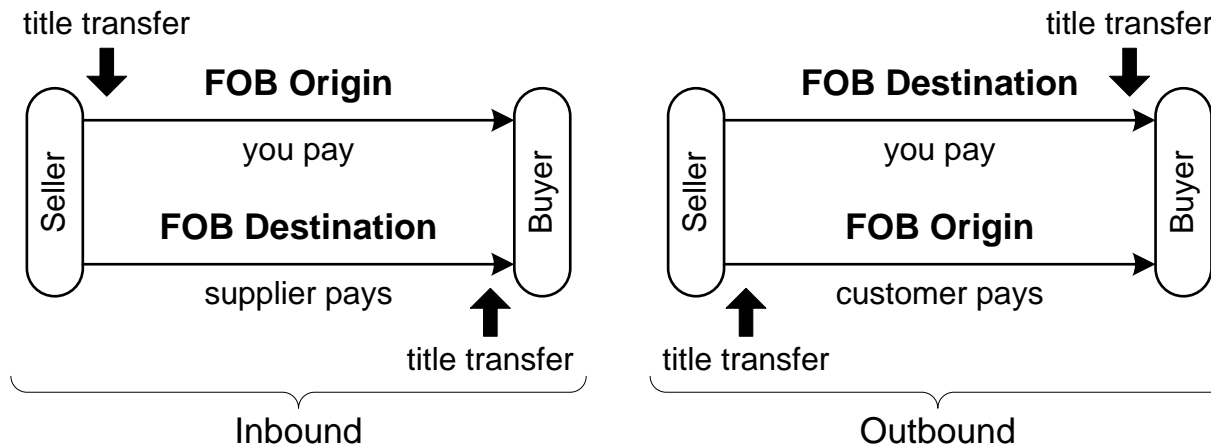 title transfer
FOB Origin
you pay
Seller
Buyer
FOB Destination
supplier pays
title transfer
Inbound
title transfer
FOB Destination
you pay
Seller
Buyer
FOB Origin
customer pays
title transfer
Outbound